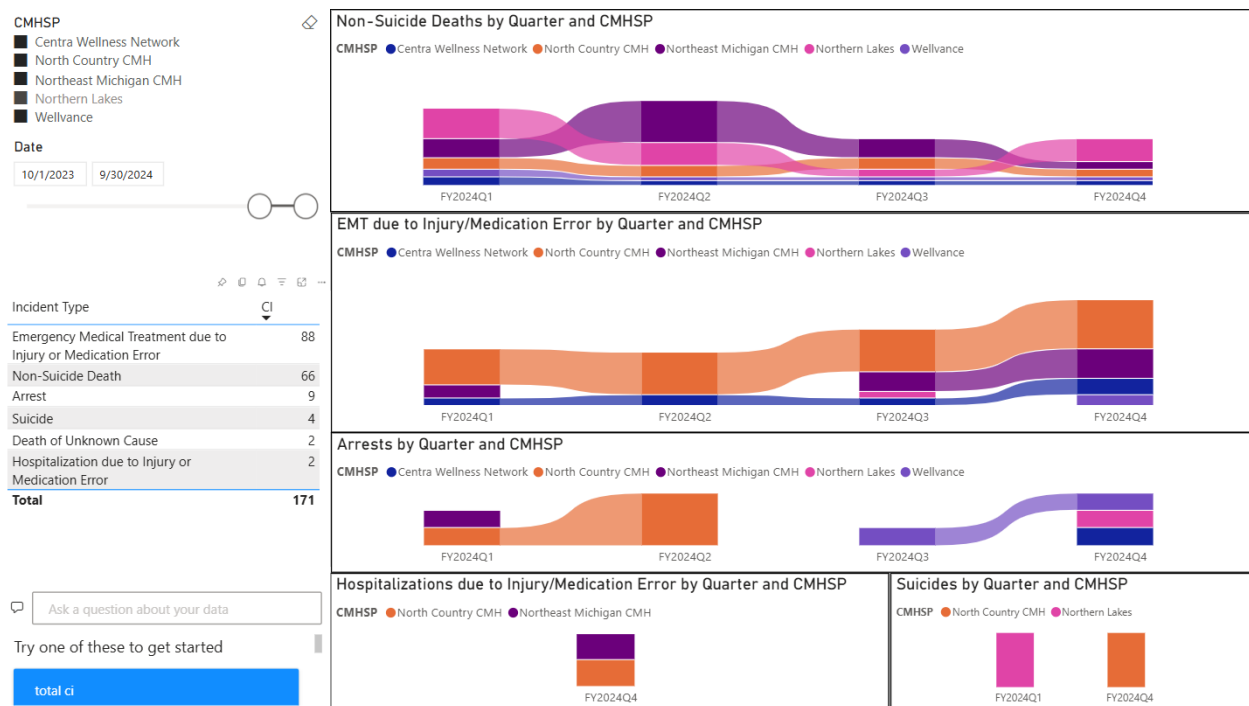 CMHSP
Centra Wellness Network
North Country CMH
Northeast Michigan CMH
Northern Lakes
Wellvance
Date
10/1/2023 9/30/2024
Incident Type CI
Emergency Medical Treatment due to 88
Injury or Medication Error
Non-Suicide Death 66
Arrest 9
Suicide 4
Death of Unknown Cause 2
Hospitalization due to Injury or 2
Medication Error
Total 171
Ask a question about your data
Try one of these to get started
total ci
Non-Suicide Deaths by Quarter and CMHSP
CMHSP Centra Wellness Network North Country CMH Northeast Michigan CMH Northern Lakes Wellvance
FY2024Q1 FY2024Q2 FY2024Q3 FY2024Q4
EMT due to Injury/Medication Error by Quarter and CMHSP
CMHSP Centra Wellness Network North Country CMH Northeast Michigan CMH Northern Lakes Wellvance
FY2024Q1 FY2024Q2 FY2024Q3 FY2024Q4
Arrests by Quarter and CMHSP
CMHSP Centra Wellness Network North Country CMH Northeast Michigan CMH Northern Lakes Wellvance
FY2024Q1 FY2024Q2 FY2024Q3 FY2024Q4
Hospitalizations due to Injury/Medication Error by Quarter and CMHSP
CMHSP North Country CMH Northeast Michigan CMH
FY2024Q4
Suicides by Quarter and CMHSP
CMHSP North Country CMH Northern Lakes
FY2024Q1 FY2024Q4